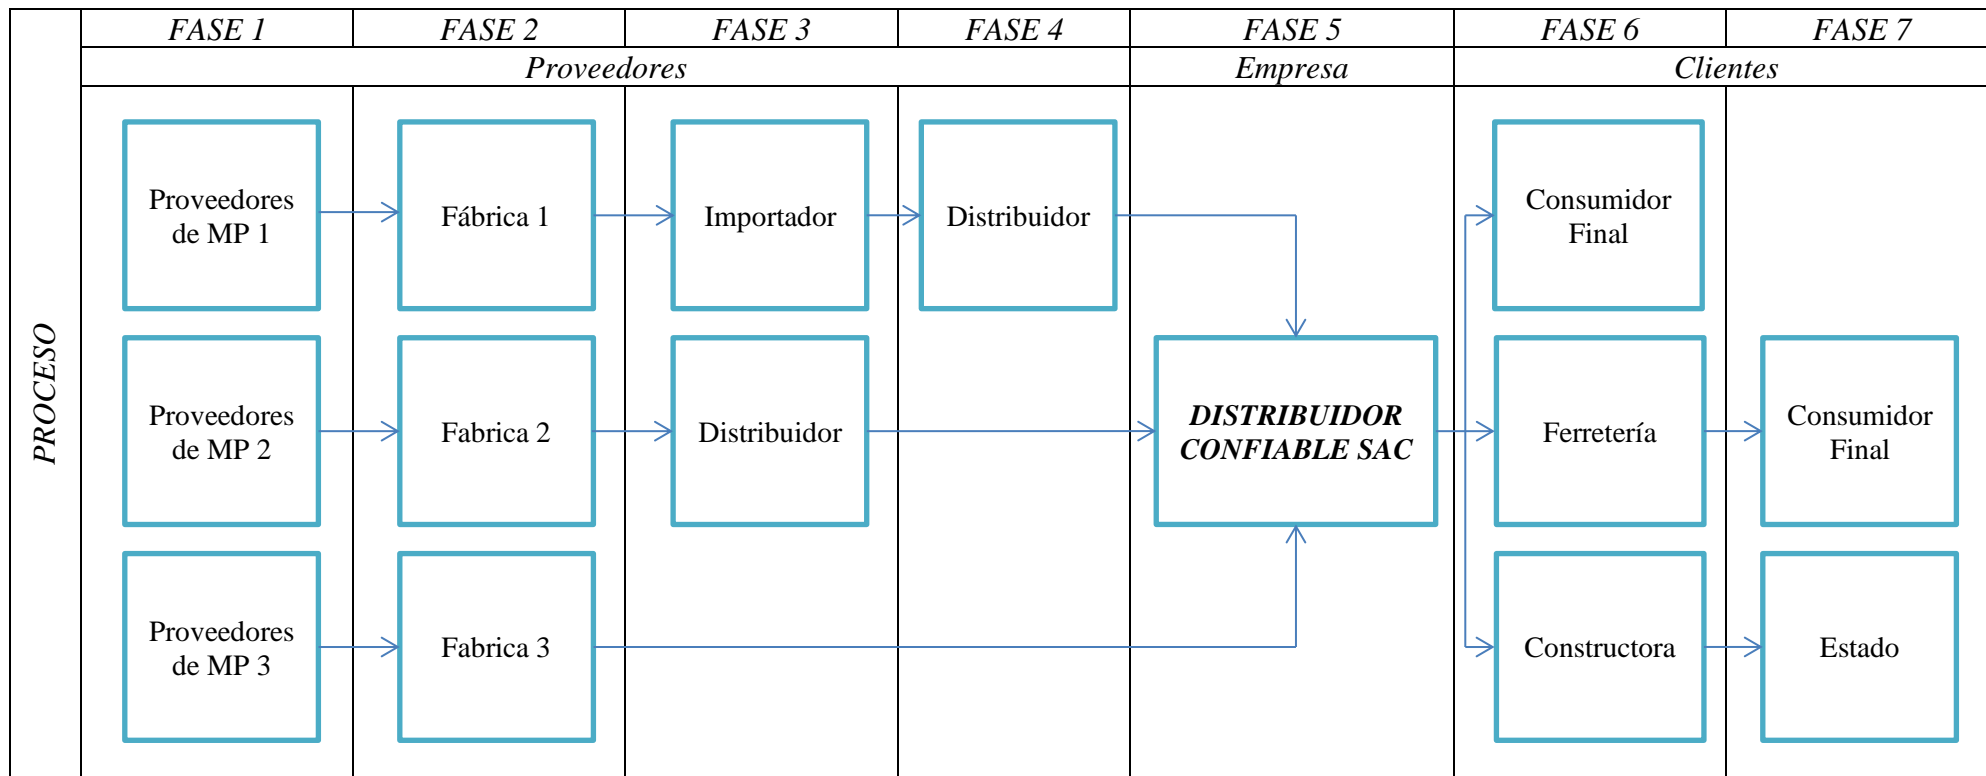 FASE 1
FASE 2
FASE 3
FASE 4
FASE 5
FASE 6
FASE 7
Proveedores
Empresa
Clientes
PROCESO
Proveedores
de MP 1
Fábrica 1
Importador
Distribuidor
Consumidor
Final
Proveedores
de MP 2
Fabrica 2
Distribuidor
DISTRIBUIDOR
CONFIABLE SAC
Ferretería
Consumidor
Final
Proveedores
de MP 3
Fabrica 3
Constructora
Estado